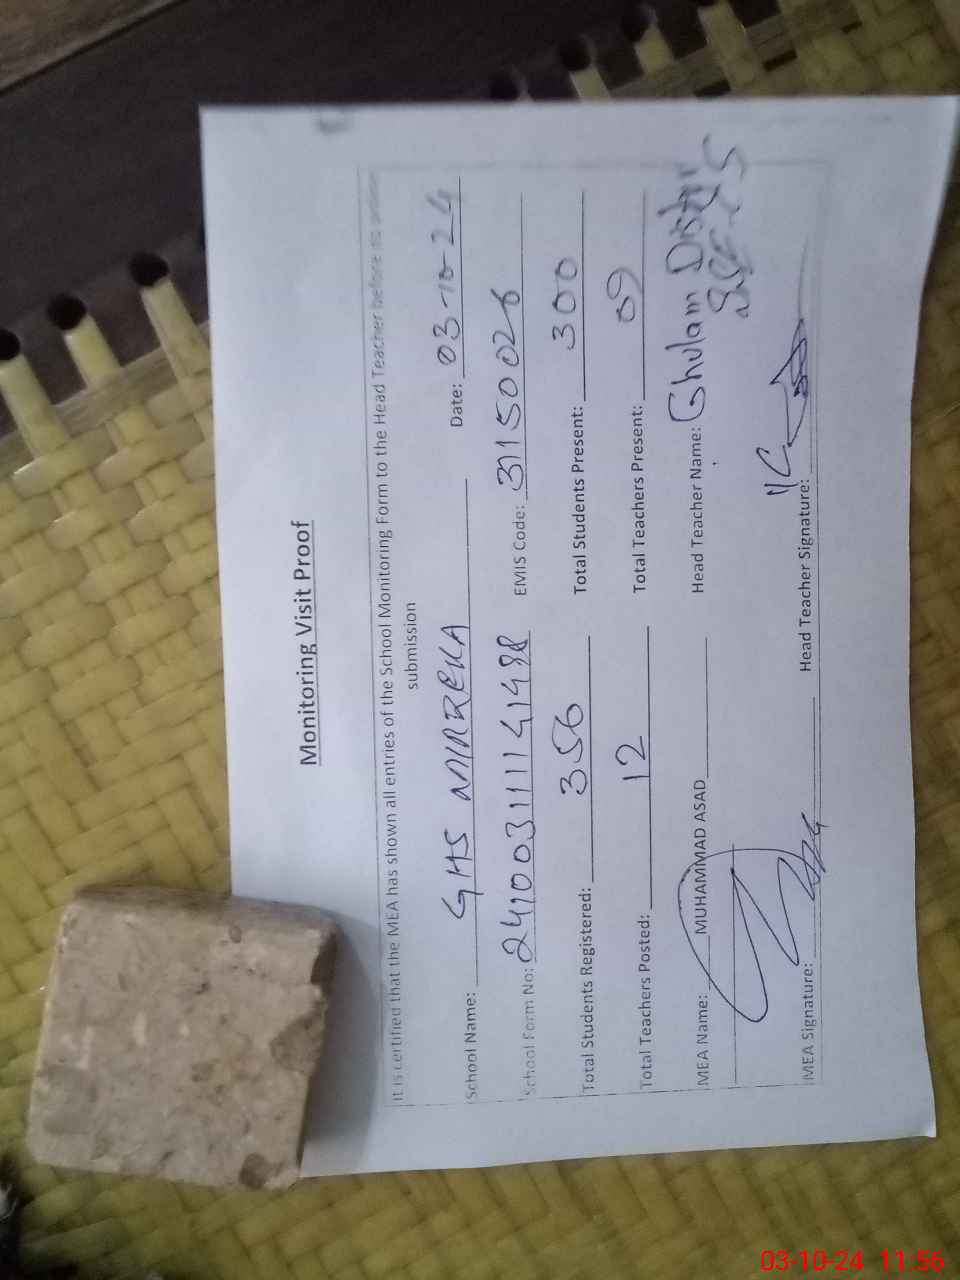 Monitoring Visit Proof
It is certified that the MEA has shown all entries of the School Monitoring Form to the Head Teacher before its online
submission
School Name: GHS NIRREKA Date: 03-10-24
School Form No: 241003111141498 EMIS Code: 31150026
Total Students Registered: 356 Total Students Present: 300
Total Teachers Posted: 12 Total Teachers Present: 09
MEA Name: MUHAMMAD ASAD Head Teacher Name: Ghulam
MEA Signature: Head Teacher Signature:
03-10-24 11:56